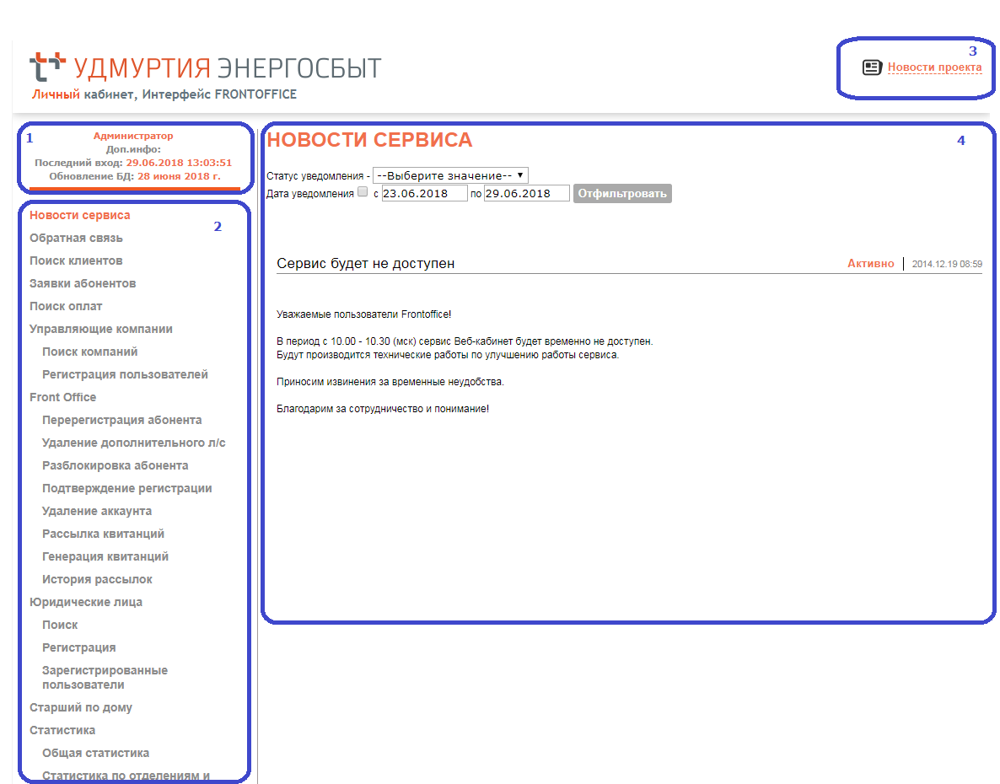 УДМУРТИЯ ЭНЕРГОСБЫТ
Личный кабинет, Интерфейс FRONTOFFICE
3
Новости проекта
1
Администратор
Доп.инфо:
Последний вход: 29.06.2018 13:03:51
Обновление БД: 28 июня 2018 г.
2
Новости сервиса
Обратная связь
Поиск клиентов
Заявки абонентов
Поиск оплат
Управляющие компании
Поиск компаний
Регистрация пользователей
Front Office
Перерегистрация абонента
Удаление дополнительного л/с
Разблокировка абонента
Подтверждение регистрации
Удаление аккаунта
Рассылка квитанций
Генерация квитанций
История рассылок
Юридические лица
Поиск
Регистрация
Зарегистрированные
пользователи
Старший по дому
Статистика
Общая статистика
Статистика по отделениям и
4
НОВОСТИ СЕРВИСА
Статус уведомления - --Выберите значение--
Дата уведомления с 23.06.2018 по 29.06.2018 Отфильтровать
Сервис будет не доступен Активно 2014.12.19 08:59
Уважаемые пользователи Frontoffice!
В период с 10.00 - 10.30 (мск) сервис Веб-кабинет будет временно не доступен.
Будут производится технические работы по улучшению работы сервиса.
Приносим извинения за временные неудобства.
Благодарим за сотрудничество и понимание!